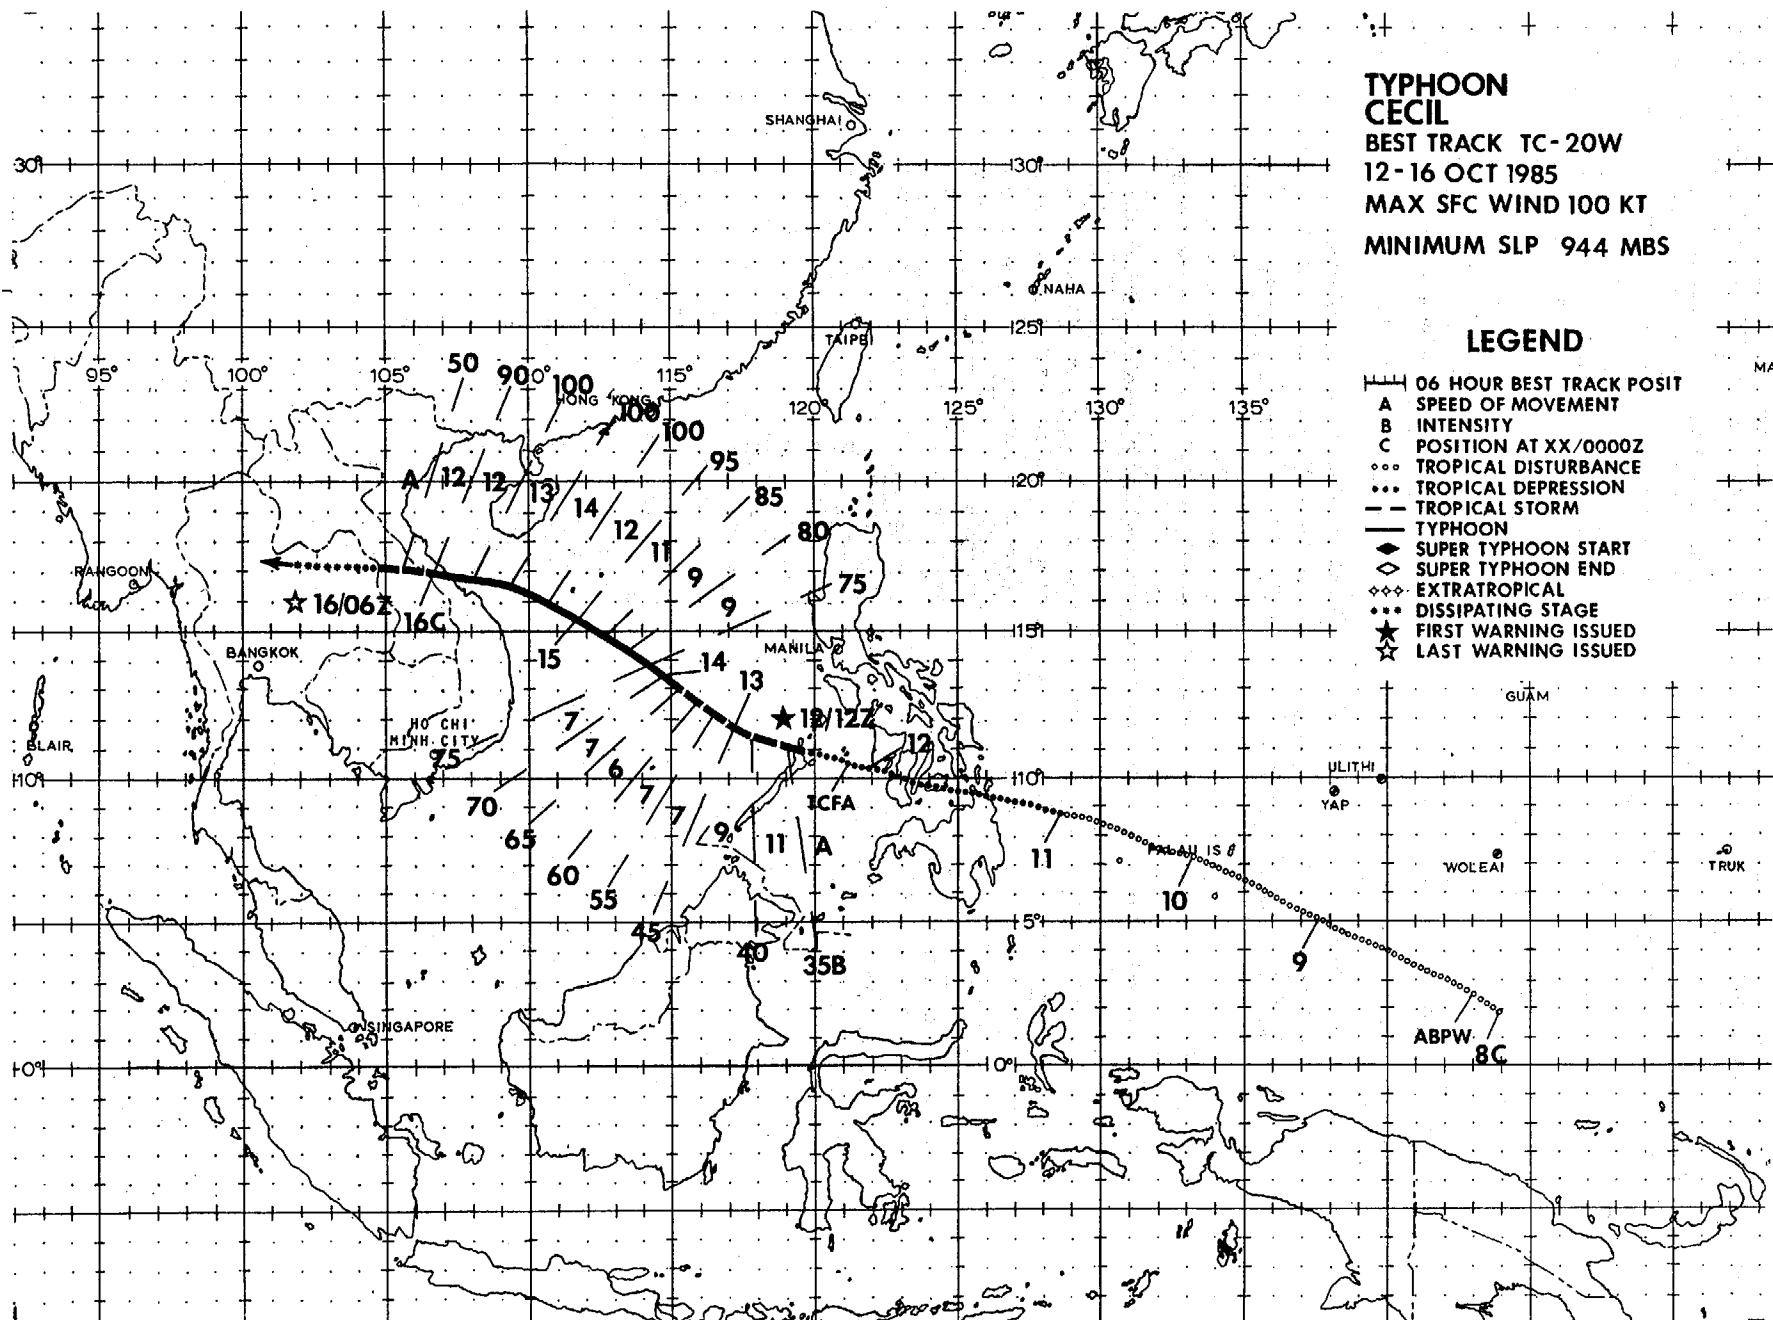 TYPHOON
CECIL
BEST TRACK TC-20W
12-16 OCT 1985
MAX SFC WIND 100 KT
MINIMUM SLP 944 MBS
LEGEND
06 HOUR BEST TRACK POSIT
A SPEED OF MOVEMENT
B INTENSITY
C POSITION AT XX/0000Z
TROPICAL DISTURBANCE
TROPICAL DEPRESSION
TROPICAL STORM
TYPHOON
SUPER TYPHOON START
SUPER TYPHOON END
EXTRATROPICAL
DISSIPATING STAGE
FIRST WARNING ISSUED
LAST WARNING ISSUED
SHANGHAI
30°
30°
NAHA
25°
TAIPEI
MA
95°
100°
105°
115°
120°
125°
130°
135°
50
90
100
HONG KONG
100
100
95
85
80
75
20°
A
12
12
13
14
12
11
9
9
RANGOON
16/06Z
16C
15°
15
14
13
MANILA
BANGKOK
GUAM
12/12Z
12
7
7
6
7
7
9
11
A
HO CHI
MINH CITY
75
70
65
60
55
45
40
35B
BLAIR
10°
10°
TCFA
ULITHI
YAP
11
PALAU IS
10
WOLEAI
TRUK
5°
9
ABPW
8C
SINGAPORE
0°
0°